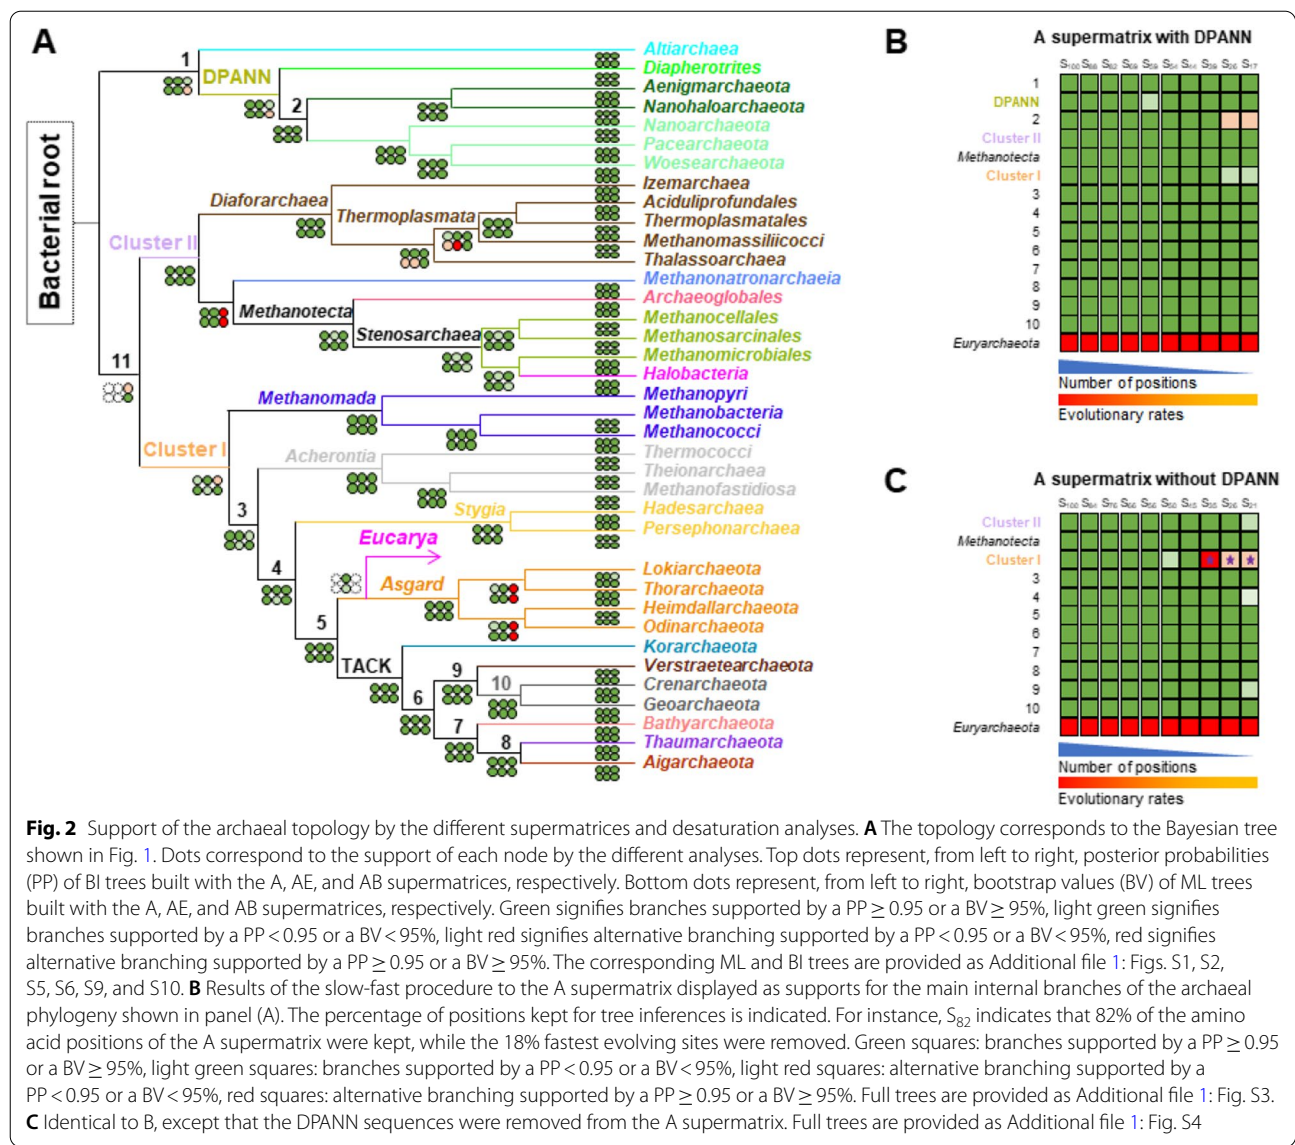 A
Bacterial root
1
DPANN
2
Altiarchaea
Diapherotrites
Aenigmarchaeota
Nanohaloarchaeota
Nanoarchaeota
Pacearchaeota
Woesearchaeota
Izemarchaea
Diaforarchaea
Aciduliprofundales
Thermoplasmata
Thermoplasmatales
Methanomassiliicocci
Cluster II
Thalassoarchaea
Methanonatronarchaeia
Archaeoglobales
Methanotecta
Methanocellales
Stenosarchaea
Methanosarcinales
Methanomicrobiales
11
Halobacteria
Methanopyri
Methanomada
Methanobacteria
Methanococci
Cluster I
Thermococci
Acherontia
Theionarchaea
Methanofastidiosa
3
Hadesarchaea
Stygia
Persephonarchaea
Eucarya
4
Lokiarchaeota
Asgard
Thorarchaeota
Heimdallarchaeota
5
Odinarchaeota
Korarchaeota
TACK
Verstraetearchaeota
9
Crenarchaeota
10
6
Geoarchaeota
Bathyarchaeota
7
Thaumarchaeota
8
Aigarchaeota
B
A supermatrix with DPANN
S100 S88 S82 S69 S59 S54 S44 S39 S26 S17
1
DPANN
2
Cluster II
Methanotecta
Cluster I
3
4
5
6
7
8
9
10
Euryarchaeota
Number of positions
Evolutionary rates
C
A supermatrix without DPANN
Cluster II
Methanotecta
Cluster I
3
4
5
6
7
8
9
10
Euryarchaeota
Number of positions
Evolutionary rates
Fig. 2 Support of the archaeal topology by the different supermatrices and desaturation analyses. A The topology corresponds to the Bayesian tree
shown in Fig. 1. Dots correspond to the support of each node by the different analyses. Top dots represent, from left to right, posterior probabilities
(PP) of BI trees built with the A, AE, and AB supermatrices, respectively. Bottom dots represent, from left to right, bootstrap values (BV) of ML trees
built with the A, AE, and AB supermatrices, respectively. Green signifies branches supported by a PP ≥ 0.95 or a BV ≥ 95%, light green signifies
branches supported by a PP < 0.95 or a BV < 95%, light red signifies alternative branching supported by a PP < 0.95 or a BV < 95%, red signifies
alternative branching supported by a PP ≥ 0.95 or a BV ≥ 95%. The corresponding ML and BI trees are provided as Additional file 1: Figs. S1, S2,
S5, S6, S9, and S10. B Results of the slow-fast procedure to the A supermatrix displayed as supports for the main internal branches of the archaeal
phylogeny shown in panel (A). The percentage of positions kept for tree inferences is indicated. For instance, S82 indicates that 82% of the amino
acid positions of the A supermatrix were kept, while the 18% fastest evolving sites were removed. Green squares: branches supported by a PP ≥ 0.95
or a BV ≥ 95%, light green squares: branches supported by a PP < 0.95 or a BV < 95%, light red squares: alternative branching supported by a
PP < 0.95 or a BV < 95%, red squares: alternative branching supported by a PP ≥ 0.95 or a BV ≥ 95%. Full trees are provided as Additional file 1: Fig. S3.
C Identical to B, except that the DPANN sequences were removed from the A supermatrix. Full trees are provided as Additional file 1: Fig. S4